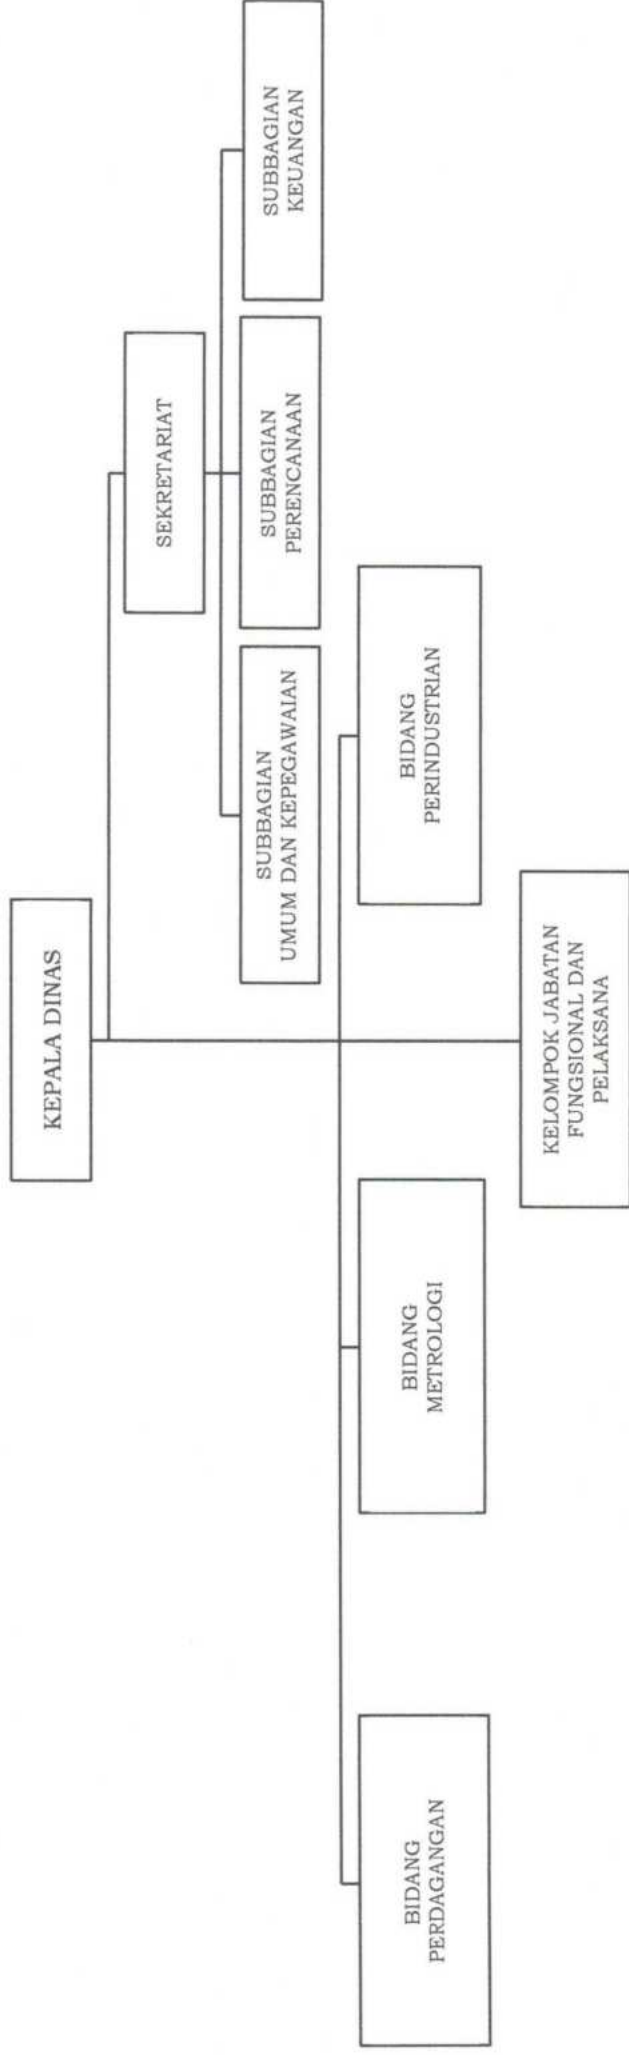 KEPALA DINAS
SEKRETARIAT
SUBBAGIAN
UMUM DAN KEPEGAWAIAN
SUBBAGIAN
PERENCANAAN
SUBBAGIAN
KEUANGAN
BIDANG
PERDAGANGAN
BIDANG
METROLOGI
BIDANG
PERINDUSTRIAN
KELOMPOK JABATAN
FUNGSIONAL DAN
PELAKSANA